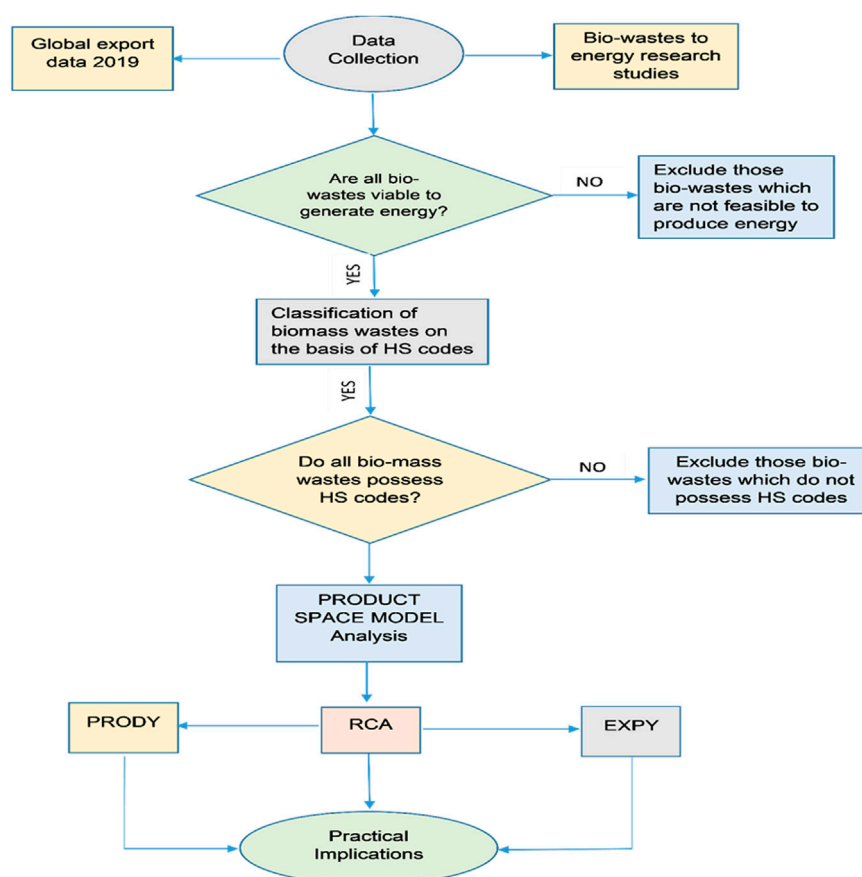 Global export
data 2019
Data
Collection
Bio-wastes to
energy research
studies
Are all bio-
wastes viable to
generate energy?
NO
Exclude those
bio-wastes which
are not feasible to
produce energy
YES
Classification of
biomass wastes on
the basis of HS codes
YES
Do all bio-mass
wastes possess
HS codes?
NO
Exclude those bio-
wastes which do not
possess HS codes
PRODUCT
SPACE MODEL
Analysis
PRODY
RCA
EXPY
Practical
Implications